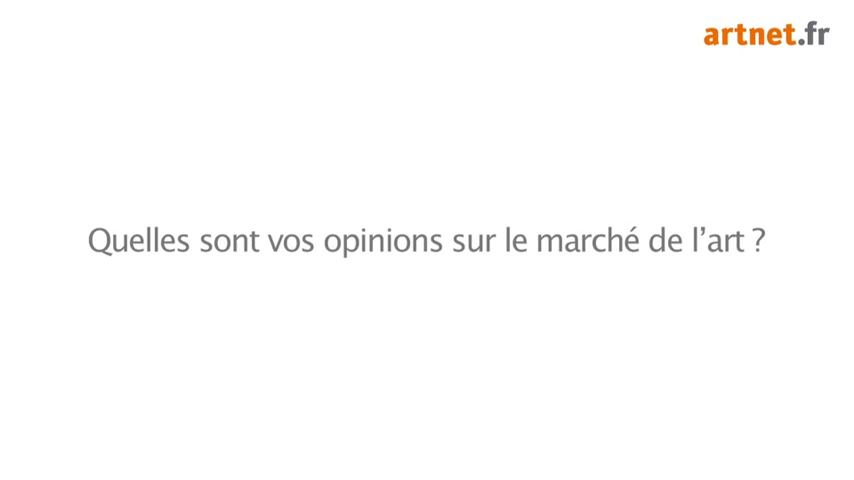 artnet.fr
Quelles sont vos opinions sur le marché de l’art ?